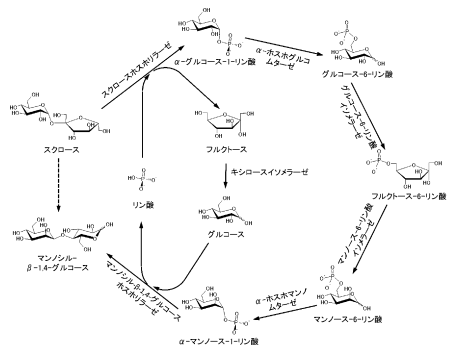 α-グルコース-1-リン酸
スクロースホスホリラーゼ
α-ホスホグルコ
ムターゼ
グルコース-6-リン酸
グルコース-6-リン酸
イソメラーゼ
スクロース
フルクトース
キシロースイソメラーゼ
リン酸
フルクトース-6-リン酸
グルコース
マンノース-6-リン酸
イソメラーゼ
マンノシル-
β-1,4-グルコース
マンノシル-β-1,4-グルコース
ホスホリラーゼ
α-ホスホマンノ
ムターゼ
マンノース-6-リン酸
α-マンノース-1-リン酸